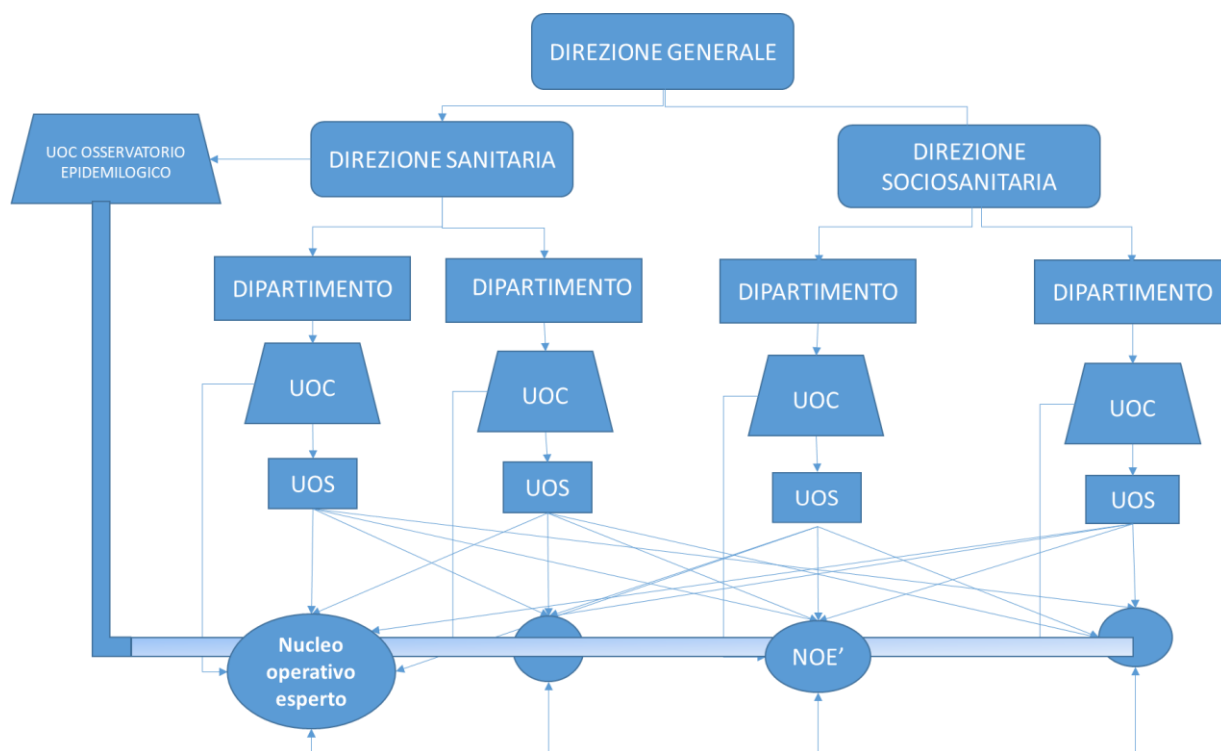 DIREZIONE GENERALE
UOC OSSERVATORIO
EPIDEMILOGICO
DIREZIONE SANITARIA
DIREZIONE
SOCIOSANITARIA
DIPARTIMENTO
DIPARTIMENTO
DIPARTIMENTO
DIPARTIMENTO
UOC
UOC
UOC
UOC
UOS
UOS
UOS
UOS
Nucleo
operativo
esperto
NOE’